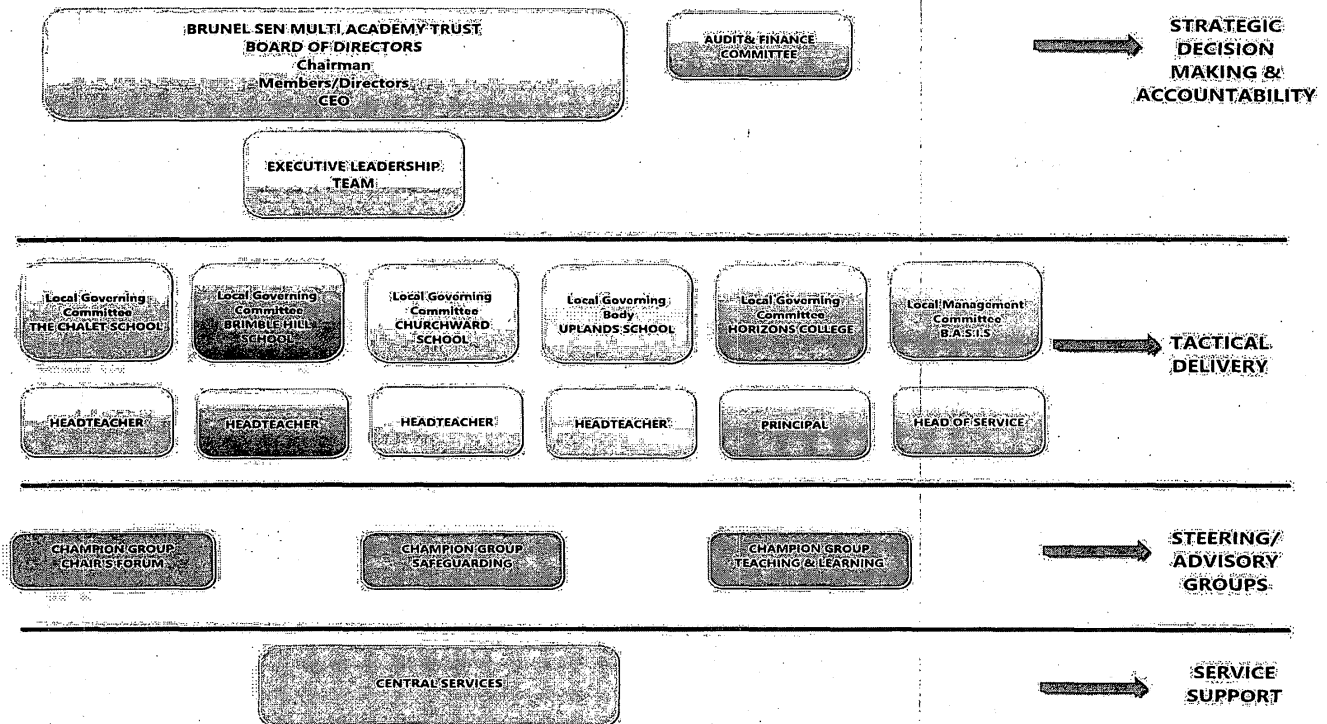 BRUNEL SEN MULTI ACADEMY TRUST
BOARD OF DIRECTORS
Chairman
Members/Directors
CEO
AUDIT & FINANCE
COMMITTEE
STRATEGIC
DECISION
MAKING &
ACCOUNTABILITY
EXECUTIVE LEADERSHIP
TEAM
Local Governing
Committee
THE CHALET SCHOOL
Local Governing
Committee
BRIMBLE HILL
SCHOOL
Local Governing
Committee
CHURCHWARD
SCHOOL
Local Governing
Body
UPLANDS SCHOOL
Local Governing
Committee
HORIZONS COLLEGE
Local Management
Committee
B.A.S.I.S
TACTICAL
DELIVERY
HEADTEACHER
HEADTEACHER
HEADTEACHER
HEADTEACHER
PRINCIPAL
HEAD OF SERVICE
CHAMPION GROUP
CHAIR'S FORUM
CHAMPION GROUP
SAFEGUARDING
CHAMPION GROUP
TEACHING & LEARNING
STEERING/
ADVISORY
GROUPS
CENTRAL SERVICES
SERVICE
SUPPORT